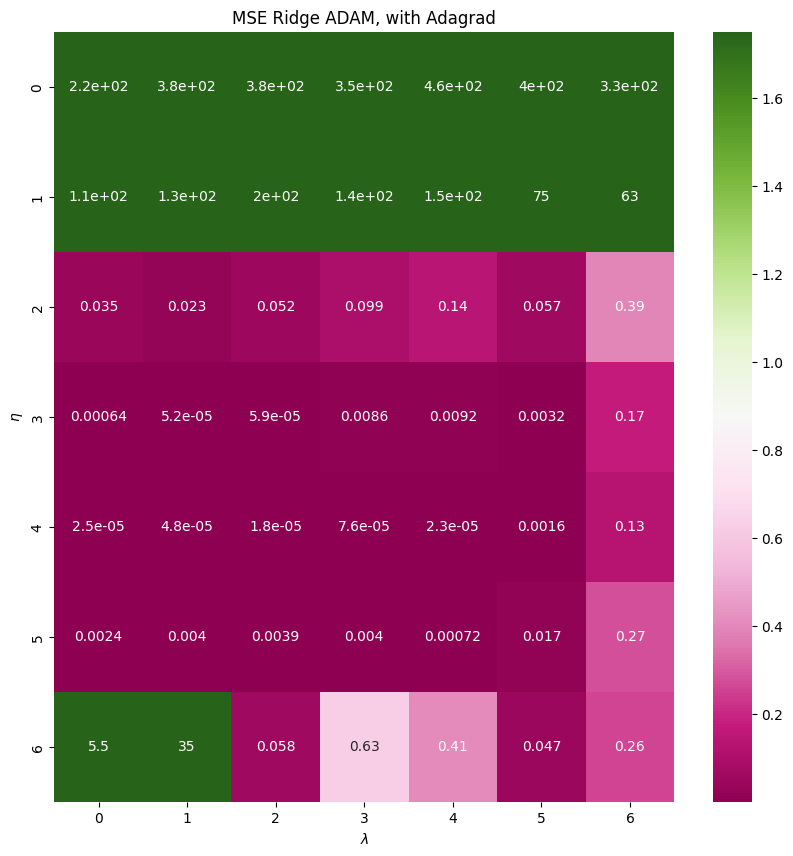 MSE Ridge ADAM, with Adagrad
0 2.2e+02 3.8e+02 3.8e+02 3.5e+02 4.6e+02 4e+02 3.3e+02
1 1.1e+02 1.3e+02 2e+02 1.4e+02 1.5e+02 75 63
2 0.035 0.023 0.052 0.099 0.14 0.057 0.39
η
3 0.00064 5.2e-05 5.9e-05 0.0086 0.0092 0.0032 0.17
4 2.5e-05 4.8e-05 1.8e-05 7.6e-05 2.3e-05 0.0016 0.13
5 0.0024 0.004 0.0039 0.004 0.00072 0.017 0.27
6 5.5 35 0.058 0.63 0.41 0.047 0.26
0 1 2 3 4 5 6
λ
1.6
1.4
1.2
1.0
0.8
0.6
0.4
0.2